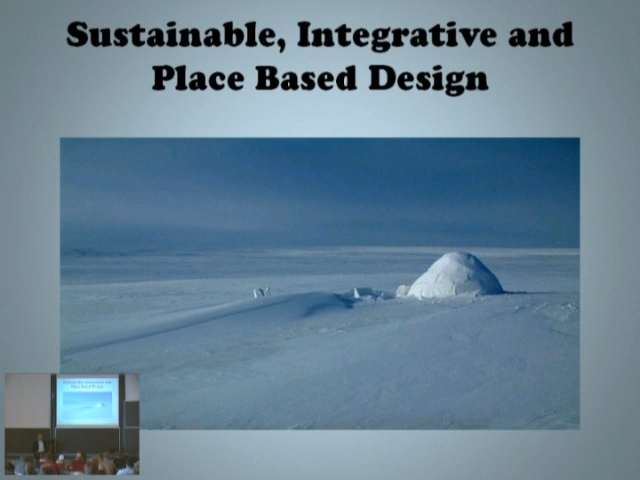 Sustainable, Integrative and
Place Based Design